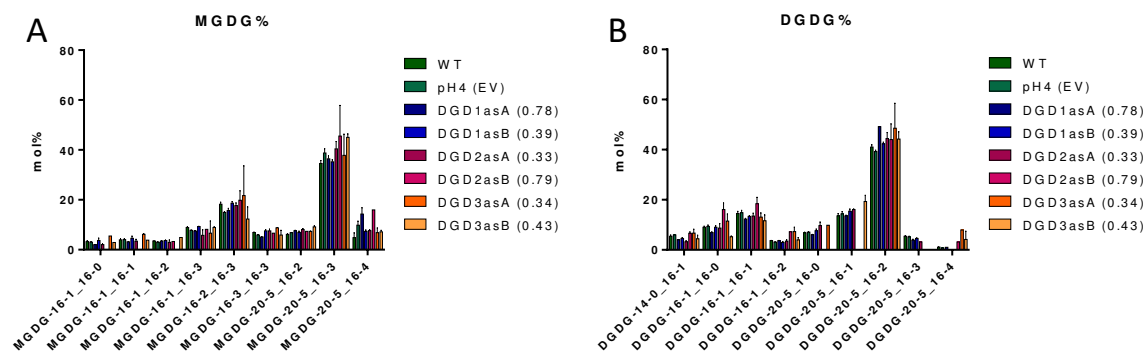 A
MGDG%
80
60
40
20
0
mol%
MGDG-16-1_16-0
MGDG-16-1_16-1
MGDG-16-1_16-2
MGDG-16-1_16-3
MGDG-16-2_16-3
MGDG-16-3_16-3
MGDG-20-5_16-2
MGDG-20-5_16-3
MGDG-20-5_16-4
WT
pH4 (EV)
DGD1asA (0.78)
DGD1asB (0.39)
DGD2asA (0.33)
DGD2asB (0.79)
DGD3asA (0.34)
DGD3asB (0.43)
B
DGDG%
80
60
40
20
0
mol%
DGDG-14-0_16-1
DGDG-16-1_16-0
DGDG-16-1_16-1
DGDG-16-1_16-2
DGDG-20-5_16-0
DGDG-20-5_16-1
DGDG-20-5_16-2
DGDG-20-5_16-3
DGDG-20-5_16-4
WT
pH4 (EV)
DGD1asA (0.78)
DGD1asB (0.39)
DGD2asA (0.33)
DGD2asB (0.79)
DGD3asA (0.34)
DGD3asB (0.43)